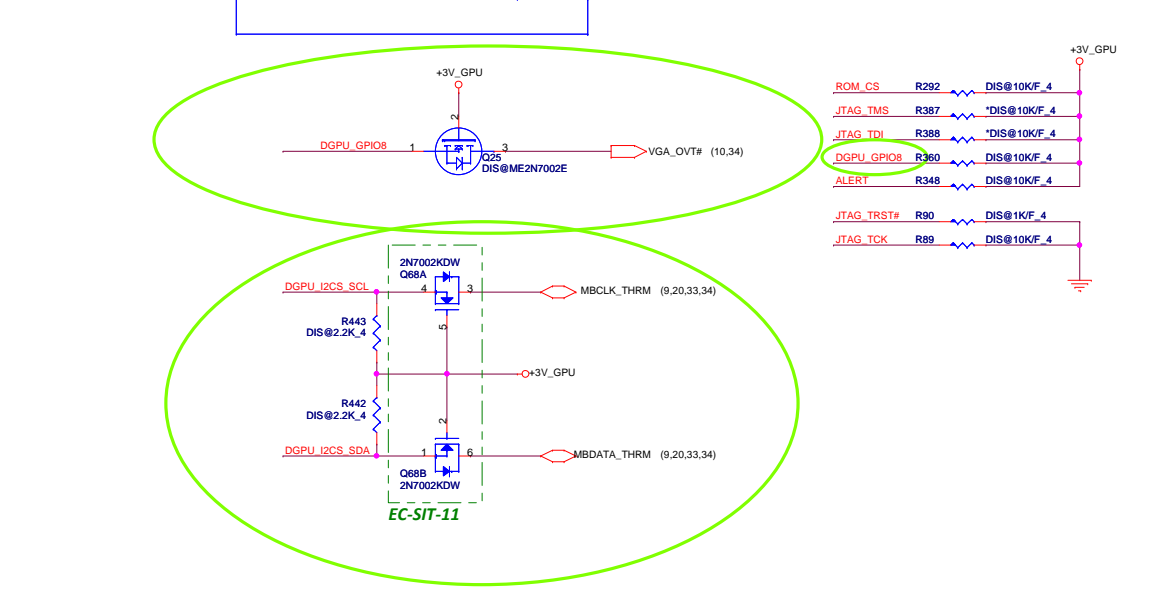 +3V_GPU
2
DGPU_GPIO8 1 3 VGA_OVT# (10,34)
Q25
DIS@ME2N7002E
+3V_GPU
ROM_CS R292 DIS@10K/F_4
JTAG_TMS R387 *DIS@10K/F_4
JTAG_TDI R388 *DIS@10K/F_4
DGPU_GPIO8 R360 DIS@10K/F_4
ALERT R348 DIS@10K/F_4
JTAG_TRST# R90 DIS@1K/F_4
JTAG_TCK R89 DIS@10K/F_4
2N7002KDW
Q68A
DGPU_I2CS_SCL 4 3 MBCLK_THRM (9,20,33,34)
5
R443
DIS@2.2K_4
+3V_GPU
R442
DIS@2.2K_4
2
DGPU_I2CS_SDA 1 6 MBDATA_THRM (9,20,33,34)
Q68B
2N7002KDW
EC-SIT-11